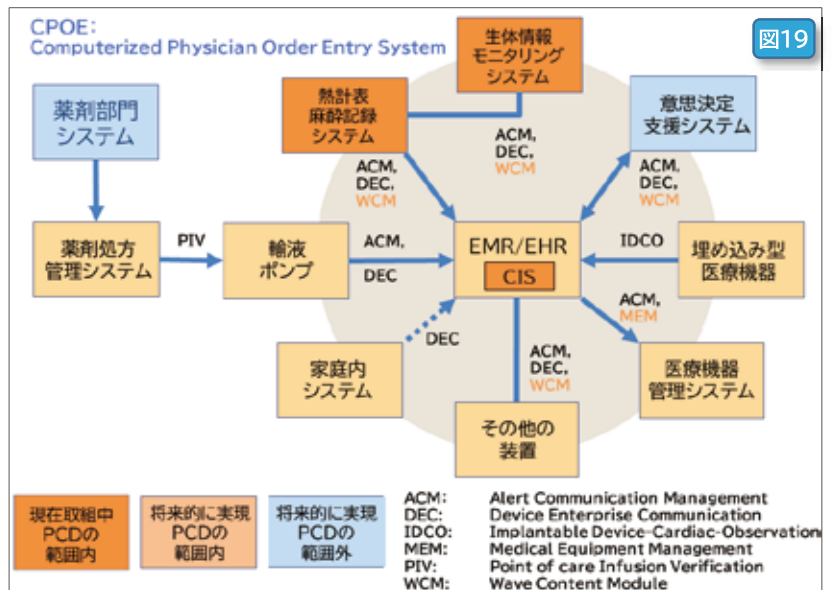 CPOE:
Computerized Physician Order Entry System
図19
生体情報
モニタリング
システム
熱計表
麻酔記録
システム
薬剤部門
システム
意思決定
支援システム
ACM,
DEC,
WCM
ACM,
DEC,
WCM
ACM,
DEC,
WCM
薬剤処方
管理システム
PIV
輸液
ポンプ
ACM,
DEC
EMR/EHR
CIS
IDCO
埋め込み型
医療機器
ACM,
MEM
DEC
家庭内
システム
ACM,
DEC,
WCM
医療機器
管理システム
その他の
装置
現在取組中
PCDの
範囲内
将来的に実現
PCDの
範囲内
将来的に実現
PCDの
範囲外
ACM: Alert Communication Management
DEC: Device Enterprise Communication
IDCO: Implantable Device-Cardiac-Observation
MEM: Medical Equipment Management
PIV: Point of care Infusion Verification
WCM: Wave Content Module